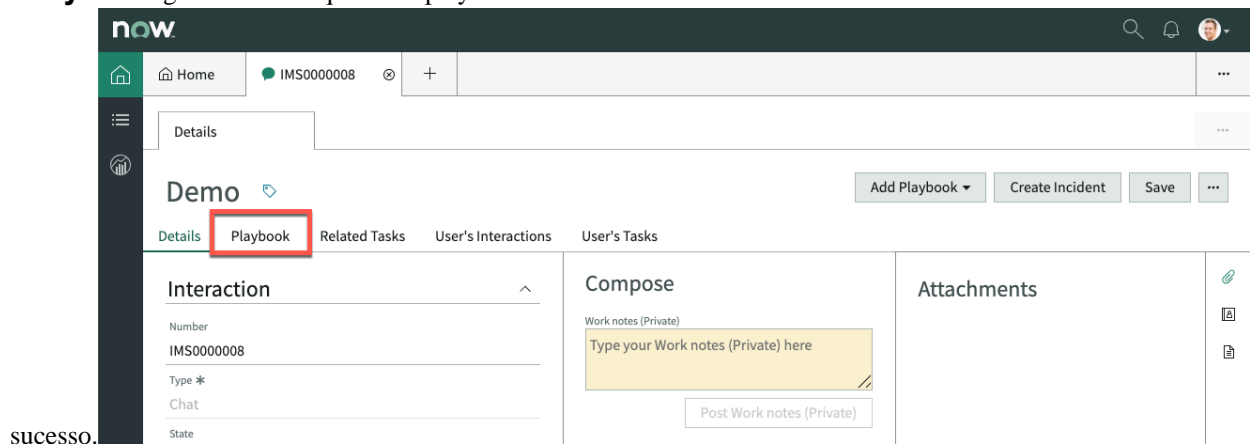 now.
Home
IMS0000008
Details
Demo
Add Playbook
Create Incident
Save
Details Playbook Related Tasks User's Interactions User's Tasks
Interaction
Number
IMS0000008
Type *
Chat
State
Compose
Work notes (Private)
Type your Work notes (Private) here
Post Work notes (Private)
Attachments
sucesso.